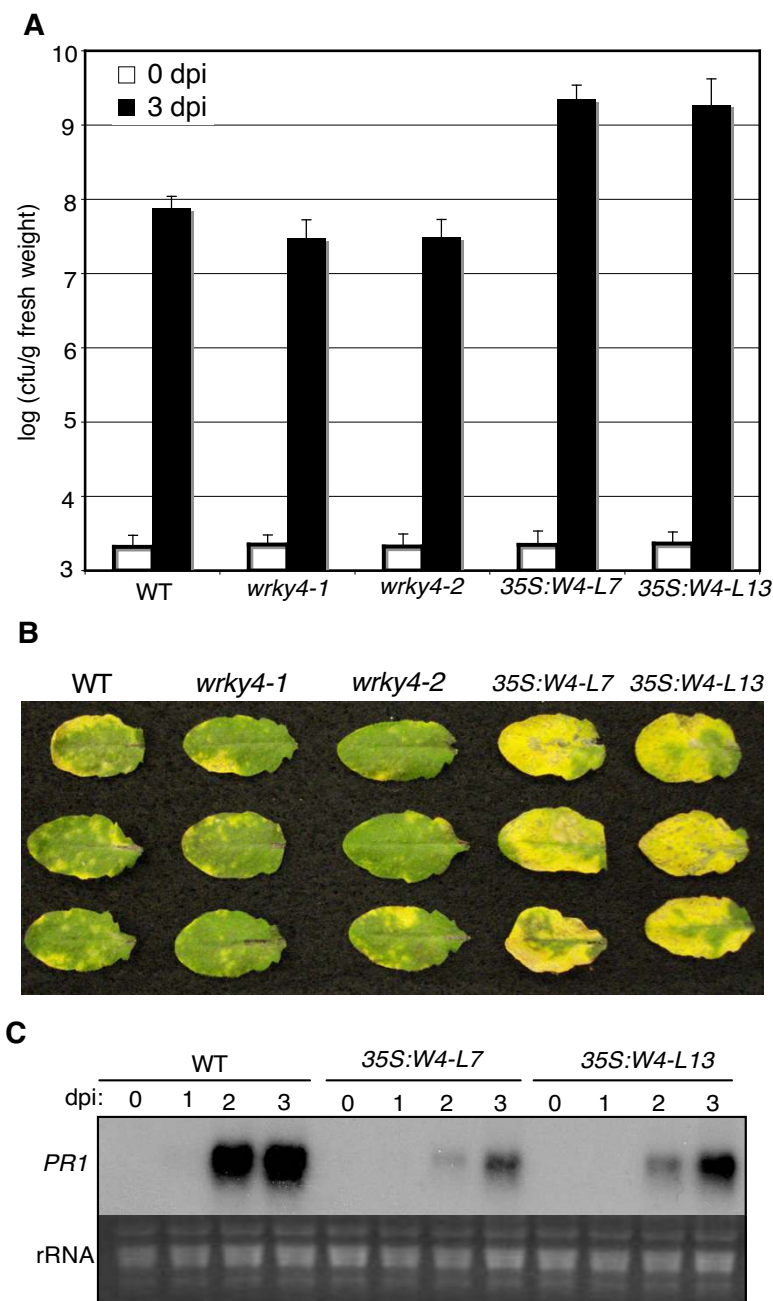 A
10
0 dpi
3 dpi
9
8
7
6
5
4
3
log (cfu/g fresh weight)
WT wrky4-1 wrky4-2 35S:W4-L7 35S:W4-L13
B
WT wrky4-1 wrky4-2 35S:W4-L7 35S:W4-L13
C
WT 35S:W4-L7 35S:W4-L13
dpi: 0 1 2 3 0 1 2 3 0 1 2 3
PR1
rRNA